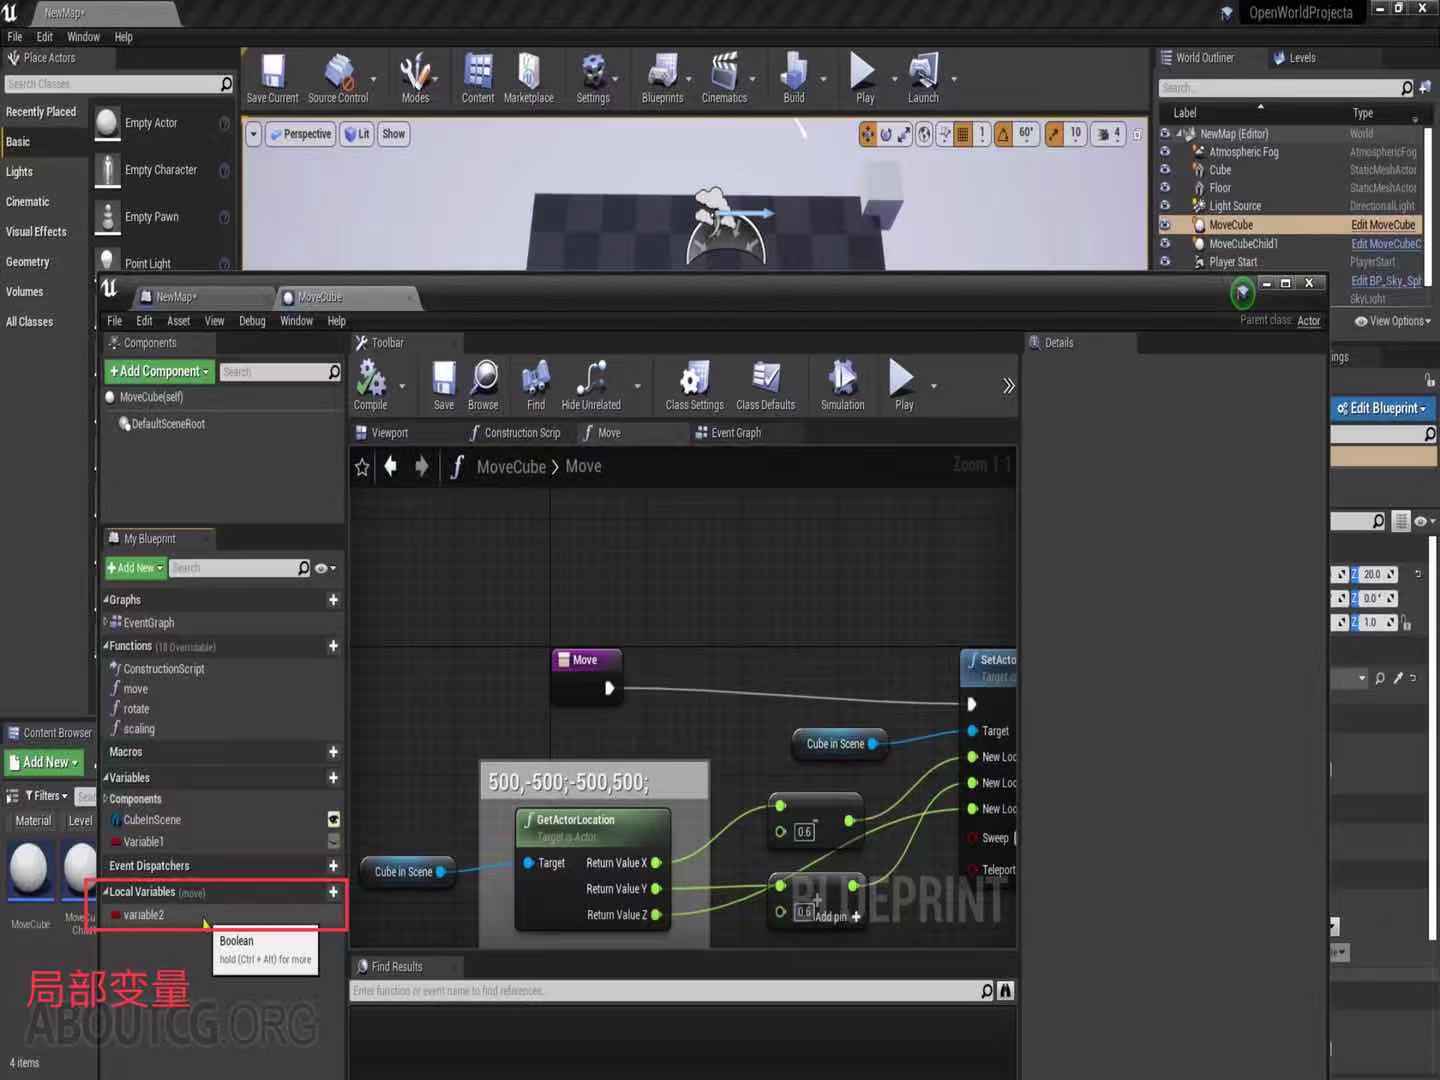 NewMap*
OpenWorldProjecta
File Edit Window Help
Place Actors
Search Classes
Recently Placed
Basic
Lights
Cinematic
Visual Effects
Geometry
Volumes
All Classes
Empty Actor
Empty Character
Empty Pawn
Point Light
Save Current
Source Control
Modes
Content
Marketplace
Settings
Blueprints
Cinematics
Build
Play
Launch
Perspective
Lit
Show
1
60°
10
4
World Outliner
Levels
Search...
Label
Type
NewMap (Editor) World
Atmospheric Fog AtmosphericFog
Cube StaticMeshActor
Floor StaticMeshActor
Light Source DirectionalLight
MoveCube Edit MoveCube
MoveCubeChild1 Edit MoveCubeC
Player Start PlayerStart
Edit BP_Sky_Sph
SkyLight
View Options
ings
Edit Blueprint
Z 20.0
Z 0.0°
Z 1.0
NewMap*
MoveCube
File Edit Asset View Debug Window Help
Parent class: Actor
Components
+Add Component
Search
MoveCube(self)
DefaultSceneRoot
Toolbar
Compile
Save
Browse
Find
Hide Unrelated
Class Settings
Class Defaults
Simulation
Play
Details
Viewport
Construction Scrip
Move
Event Graph
MoveCube > Move
Zoom 1:1
My Blueprint
+Add New
Search
Graphs
EventGraph
Functions (18 Overridable)
ConstructionScript
move
rotate
scaling
Macros
Variables
Components
CubeInScene
Variable1
Event Dispatchers
Local Variables (move)
variable2
Boolean
hold (Ctrl + Alt) for more
Move
SetActo
Target is
Target
New Loc
New Loc
New Loc
Sweep
Teleport
Cube in Scene
500,-500;-500,500;
GetActorLocation
Target is Actor
Target
Return Value X
Return Value Y
Return Value Z
Cube in Scene
0.6
0.6
Add pin +
BLUEPRINT
Find Results
Enter function or event name to find references...
Content Browser
Add New
Filters
Sear
Material
Level
MoveCube
MoveCu
Chil
4 items
局部变量
ABOUTCG.ORG